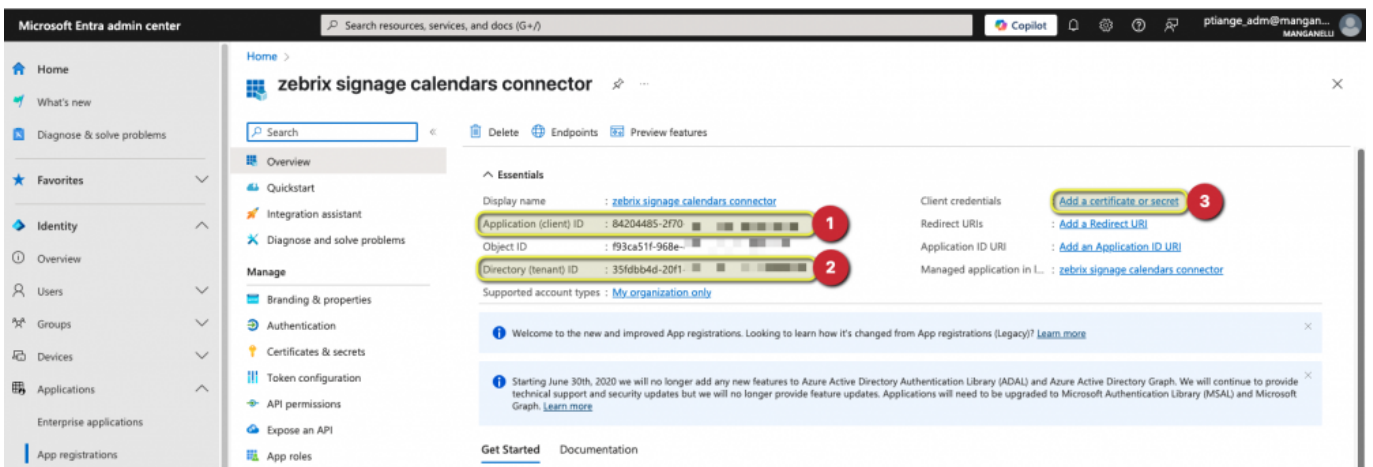 Microsoft Entra admin center
Search resources, services, and docs (G+/)
Copilot
ptiange_adm@mangan...
MANGANELLI
Home
What's new
Diagnose & solve problems
Favorites
Identity
Overview
Users
Groups
Devices
Applications
Enterprise applications
App registrations
Home >
zebrix signage calendars connector
Search
Overview
Quickstart
Integration assistant
Diagnose and solve problems
Manage
Branding & properties
Authentication
Certificates & secrets
Token configuration
API permissions
Expose an API
App roles
Delete
Endpoints
Preview features
Essentials
Display name : zebrix signage calendars connector
Application (client) ID : 84204485-2f70- 1
Object ID : f93ca51f-968e-
Directory (tenant) ID : 35fdbb4d-20f1- 2
Supported account types : My organization only
Client credentials : Add a certificate or secret 3
Redirect URIs : Add a Redirect URI
Application ID URI : Add an Application ID URI
Managed application in l... : zebrix signage calendars connector
Welcome to the new and improved App registrations. Looking to learn how it's changed from App registrations (Legacy)? Learn more
Starting June 30th, 2020 we will no longer add any new features to Azure Active Directory Authentication Library (ADAL) and Azure Active Directory Graph. We will continue to provide
technical support and security updates but we will no longer provide feature updates. Applications will need to be upgraded to Microsoft Authentication Library (MSAL) and Microsoft
Graph. Learn more
Get Started
Documentation